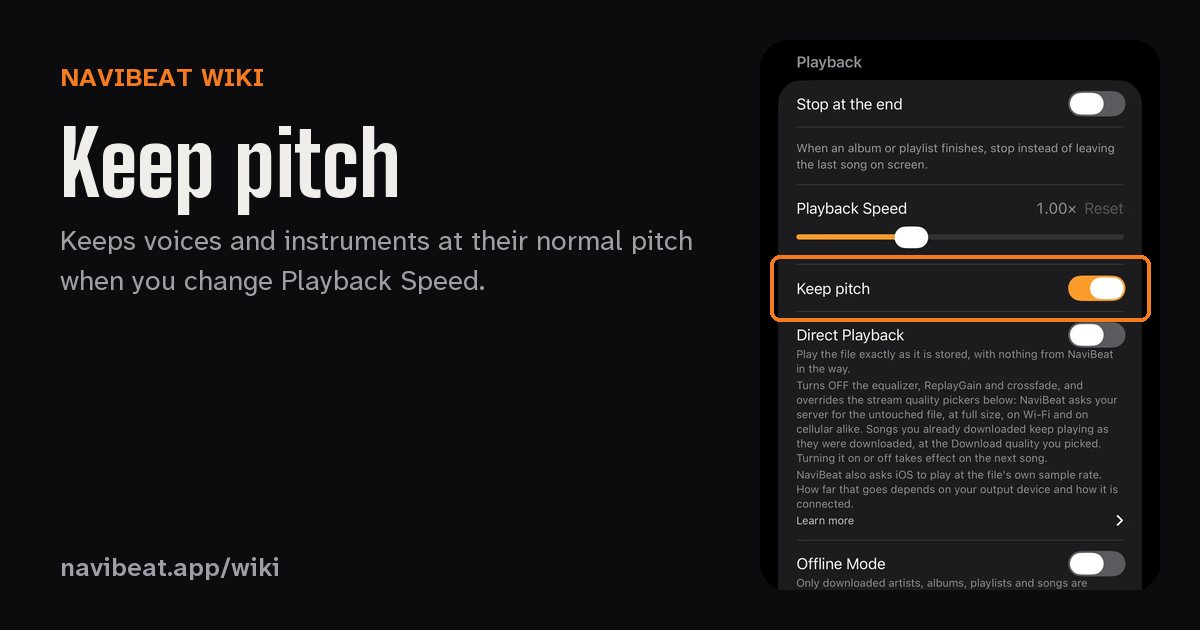 NAVIBEAT WIKI
Keep pitch
Keeps voices and instruments at their normal pitch
when you change Playback Speed.
navibeat.app/wiki
Playback
Stop at the end
When an album or playlist finishes, stop instead of leaving
the last song on screen.
Playback Speed 1.00× Reset
Keep pitch
Direct Playback
Play the file exactly as it is stored, with nothing from NaviBeat
in the way.
Turns OFF the equalizer, ReplayGain and crossfade, and
overrides the stream quality pickers below: NaviBeat asks your
server for the untouched file, at full size, on Wi-Fi and on
cellular alike. Songs you already downloaded keep playing as
they were downloaded, at the Download quality you picked.
Turning it on or off takes effect on the next song.
NaviBeat also asks iOS to play at the file's own sample rate.
How far that goes depends on your output device and how it is
connected.
Learn more
Offline Mode
Only downloaded artists, albums, playlists and songs are